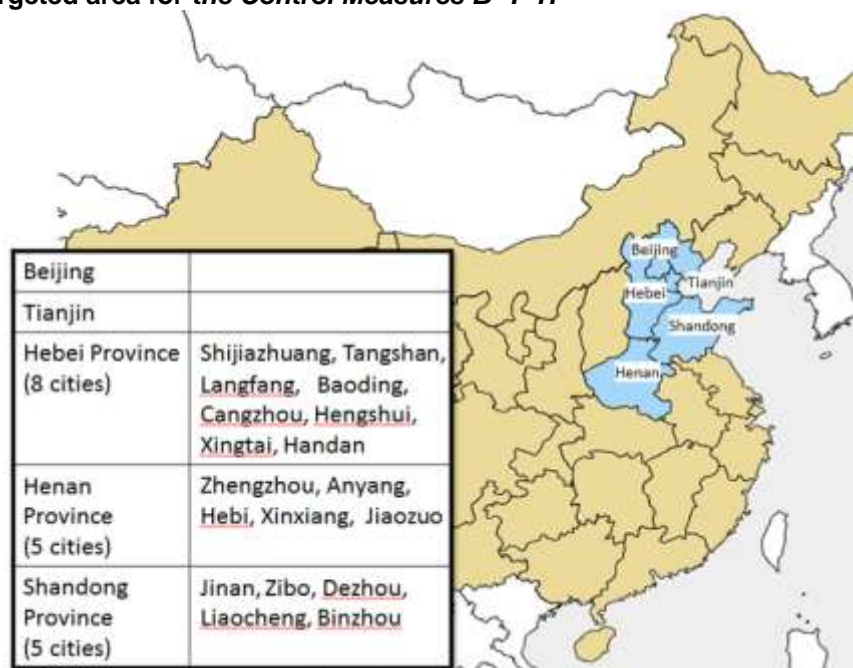 rgeted area for the Control Measures B-T-H
Beijing
Tianjin
Hebei Province
(8 cities)
Shijiazhuang, Tangshan,
Langfang, Baoding,
Cangzhou, Hengshui,
Xingtai, Handan
Henan
Province
(5 cities)
Zhengzhou, Anyang,
Hebi, Xinxiang, Jiaozuo
Shandong
Province
(5 cities)
Jinan, Zibo, Dezhou,
Liaocheng, Binzhou
Beijing
Tianjin
Hebei
Shandong
Henan